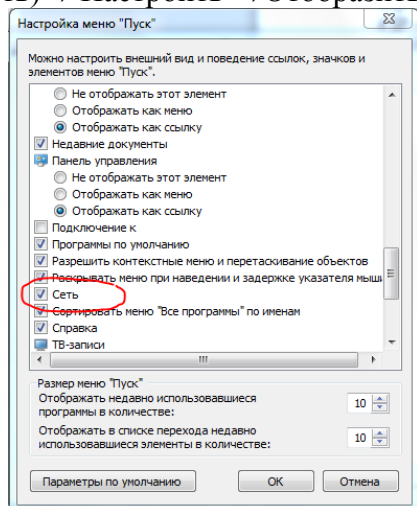 Настройка меню "Пуск"
Можно настроить внешний вид и поведение ссылок, значков и
элементов меню "Пуск".
Не отображать этот элемент
Отображать как меню
Отображать как ссылку
Недавние документы
Панель управления
Не отображать этот элемент
Отображать как меню
Отображать как ссылку
Подключение к
Программы по умолчанию
Разрешить контекстные меню и перетаскивание объектов
Раскрывать меню при наведении и задержке указателя мыши
Сеть
Сортировать меню "Все программы" по именам
Справка
ТВ-записи
Размер меню "Пуск"
Отображать недавно использовавшиеся
программы в количестве:
10
Отображать в списке перехода недавно
использовавшиеся элементы в количестве:
10
Параметры по умолчанию
ОК
Отмена